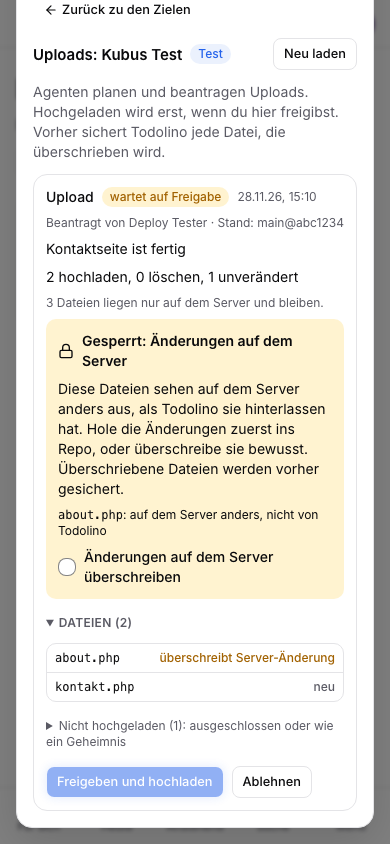 ← Zurück zu den Zielen
Uploads: Kubus Test Test Neu laden
Agenten planen und beantragen Uploads.
Hochgeladen wird erst, wenn du hier freigibst.
Vorher sichert Todolino jede Datei, die
überschrieben wird.
Upload wartet auf Freigabe 28.11.26, 15:10
Beantragt von Deploy Tester · Stand: main@abc1234
Kontaktseite ist fertig
2 hochladen, 0 löschen, 1 unverändert
3 Dateien liegen nur auf dem Server und bleiben.
Gesperrt: Änderungen auf dem
Server
Diese Dateien sehen auf dem Server
anders aus, als Todolino sie hinterlassen
hat. Hole die Änderungen zuerst ins
Repo, oder überschreibe sie bewusst.
Überschriebene Dateien werden vorher
gesichert.
about.php: auf dem Server anders, nicht von
Todolino
Änderungen auf dem Server
überschreiben
▼ DATEIEN (2)
about.php überschreibt Server-Änderung
kontakt.php neu
▶ Nicht hochgeladen (1): ausgeschlossen oder wie
ein Geheimnis
Freigeben und hochladen Ablehnen